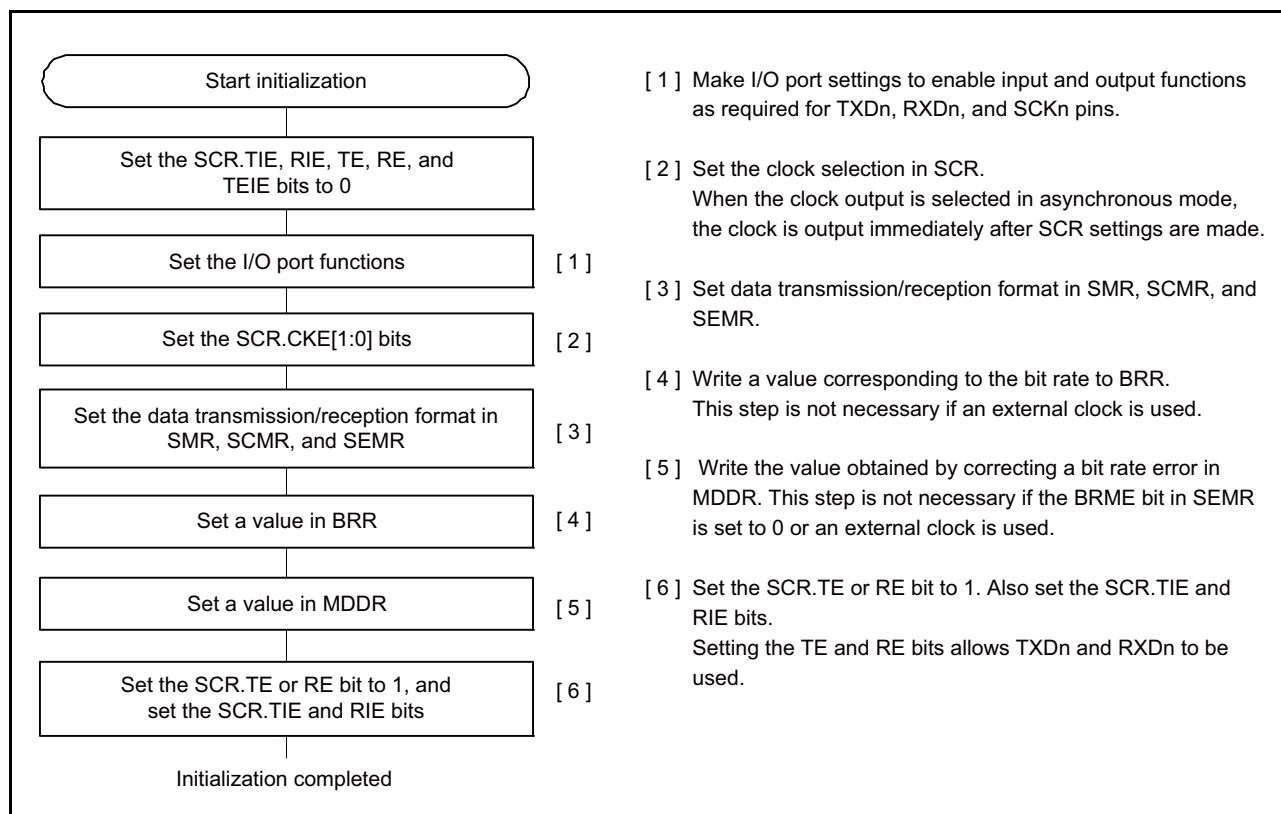 Start initialization
Set the SCR.TIE, RIE, TE, RE, and
TEIE bits to 0
Set the I/O port functions
[ 1 ]
Set the SCR.CKE[1:0] bits
[ 2 ]
Set the data transmission/reception format in
SMR, SCMR, and SEMR
[ 3 ]
Set a value in BRR
[ 4 ]
Set a value in MDDR
[ 5 ]
Set the SCR.TE or RE bit to 1, and
set the SCR.TIE and RIE bits
[ 6 ]
Initialization completed
[ 1 ] Make I/O port settings to enable input and output functions
as required for TXDn, RXDn, and SCKn pins.
[ 2 ] Set the clock selection in SCR.
When the clock output is selected in asynchronous mode,
the clock is output immediately after SCR settings are made.
[ 3 ] Set data transmission/reception format in SMR, SCMR, and
SEMR.
[ 4 ] Write a value corresponding to the bit rate to BRR.
This step is not necessary if an external clock is used.
[ 5 ] Write the value obtained by correcting a bit rate error in
MDDR. This step is not necessary if the BRME bit in SEMR
is set to 0 or an external clock is used.
[ 6 ] Set the SCR.TE or RE bit to 1. Also set the SCR.TIE and
RIE bits.
Setting the TE and RE bits allows TXDn and RXDn to be
used.